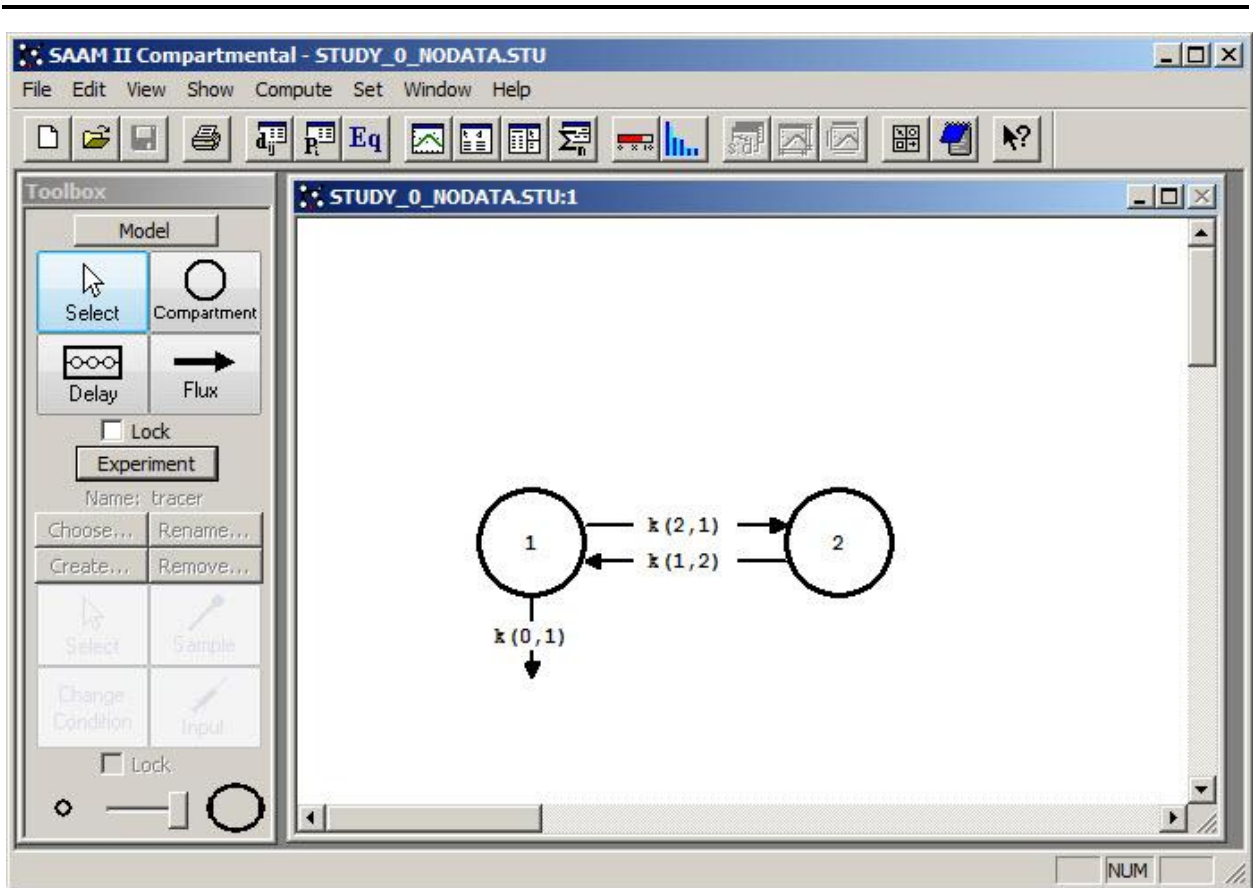 SAAM II Compartmental - STUDY_0_NODATA.STU
File Edit View Show Compute Set Window Help
Eq
Toolbox
STUDY_0_NODATA.STU:1
Model
Select
Compartment
Delay
Flux
Lock
Experiment
Name: tracer
Choose... Rename...
Create... Remove...
Select
Sample
Change
Condition
Input
Lock
1
k(2,1)
k(1,2)
2
k(0,1)
NUM